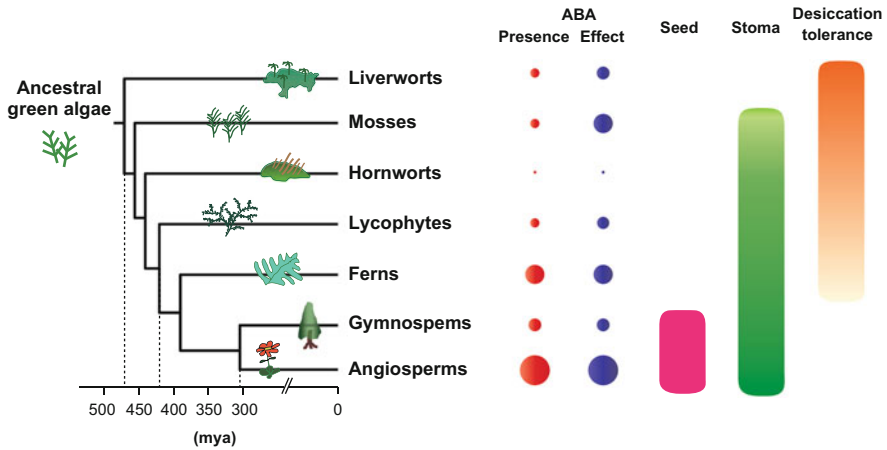 ABA
Presence Effect
Seed
Stoma
Desiccation
tolerance
Ancestral
green algae
Liverworts
Mosses
Hornworts
Lycophytes
Ferns
Gymnospems
Angiosperms
500 450 400 350 300 0
(mya)